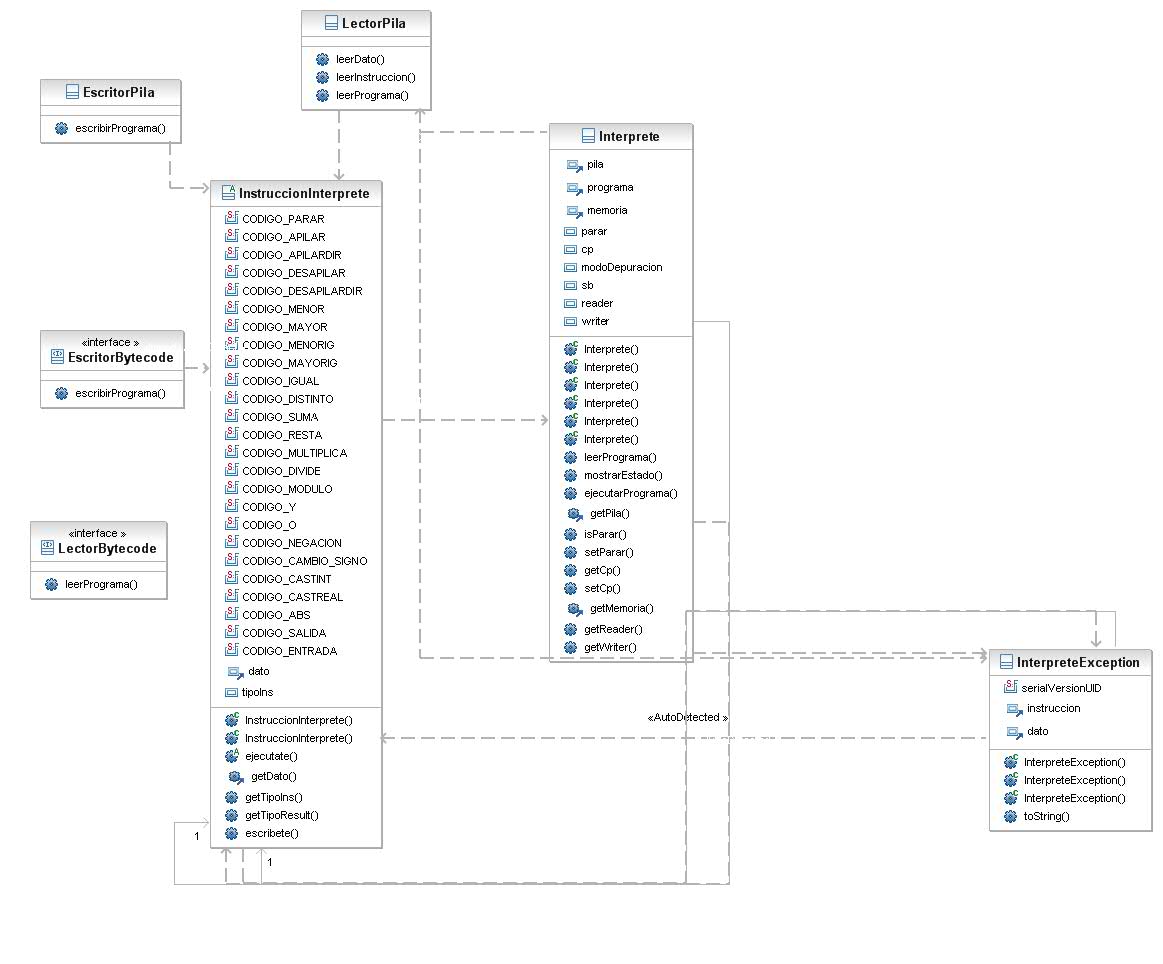 LectorPila
leerDato()
leerInstruccion()
leerPrograma()
EscritorPila
escribirPrograma()
Interprete
pila
programa
memoria
parar
cp
modoDepuracion
sb
reader
writer
Interprete()
Interprete()
Interprete()
Interprete()
Interprete()
Interprete()
leerPrograma()
mostrarEstado()
ejecutarPrograma()
getPila()
isParar()
setParar()
getCp()
setCp()
getMemoria()
getReader()
getWriter()
InstruccionInterprete
CODIGO_PARAR
CODIGO_APILAR
CODIGO_APILARDIR
CODIGO_DESAPILAR
CODIGO_DESAPILARDIR
CODIGO_MENOR
CODIGO_MAYOR
CODIGO_MENORIG
CODIGO_MAYORIG
CODIGO_IGUAL
CODIGO_DISTINTO
CODIGO_SUMA
CODIGO_RESTA
CODIGO_MULTIPLICA
CODIGO_DIVIDE
CODIGO_MODULO
CODIGO_Y
CODIGO_O
CODIGO_NEGACION
CODIGO_CAMBIO_SIGNO
CODIGO_CASTINT
CODIGO_CASTREAL
CODIGO_ABS
CODIGO_SALIDA
CODIGO_ENTRADA
dato
tipoIns
InstruccionInterprete()
InstruccionInterprete()
ejecutate()
getDato()
getTipoIns()
getTipoResult()
escribete()
«interface »
EscritorBytecode
escribirPrograma()
«interface »
LectorBytecode
leerPrograma()
InterpreteException
serialVersionUID
instruccion
dato
InterpreteException()
InterpreteException()
InterpreteException()
toString()
«AutoDetected »
1
1